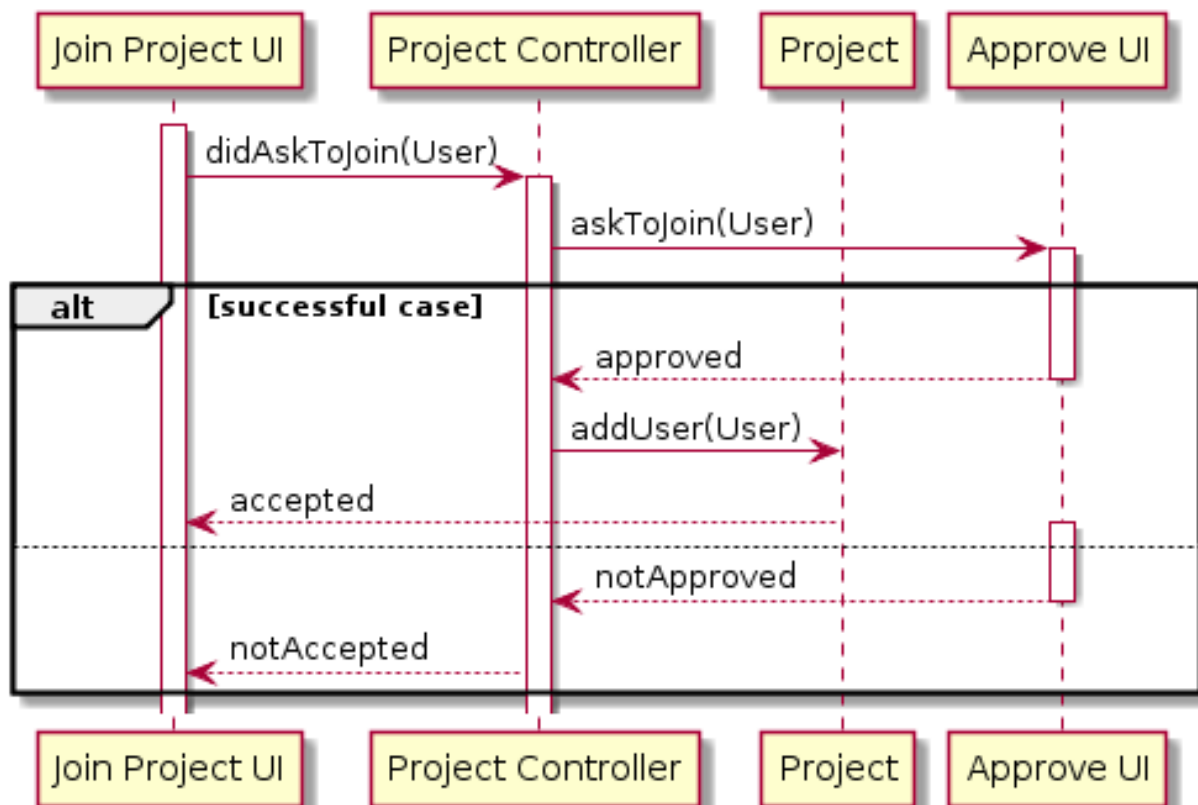 Join Project UI
Project Controller
Project
Approve UI
didAskToJoin(User)
askToJoin(User)
alt
[successful case]
approved
addUser(User)
accepted
notApproved
notAccepted
Join Project UI
Project Controller
Project
Approve UI